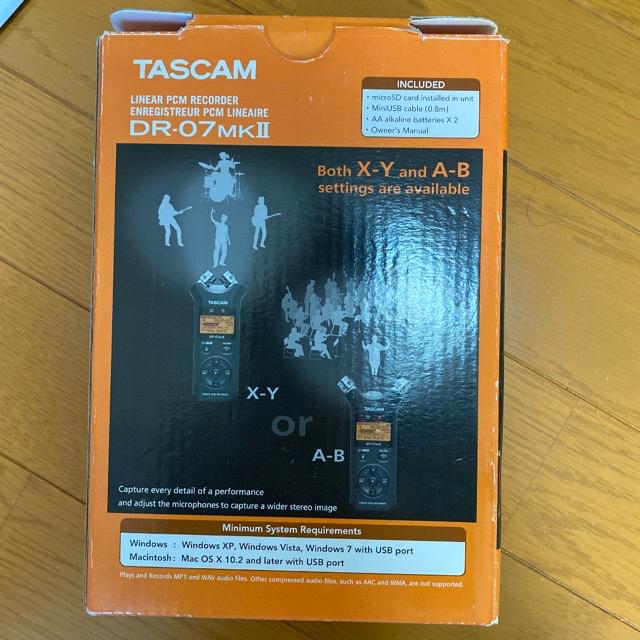 TASCAM
LINEAR PCM RECORDER
ENREGISTREUR PCM LINEAIRE
DR-07MKII
INCLUDED
・microSD card installed in unit
・MiniUSB cable (0.8m)
・AA alkaline batteries X 2
・Owner's Manual
Both X-Y and A-B
settings are available
TASCAM
X-Y
or
A-B
TASCAM
Capture every detail of a performance
and adjust the microphones to capture a wider stereo image
Minimum System Requirements
Windows : Windows XP, Windows Vista, Windows 7 with USB port
Macintosh : Mac OS X 10.2 and later with USB port
Plays and Records MP3 and WAV audio files. Other compressed audio files, such as AAC and WMA, are not supported.